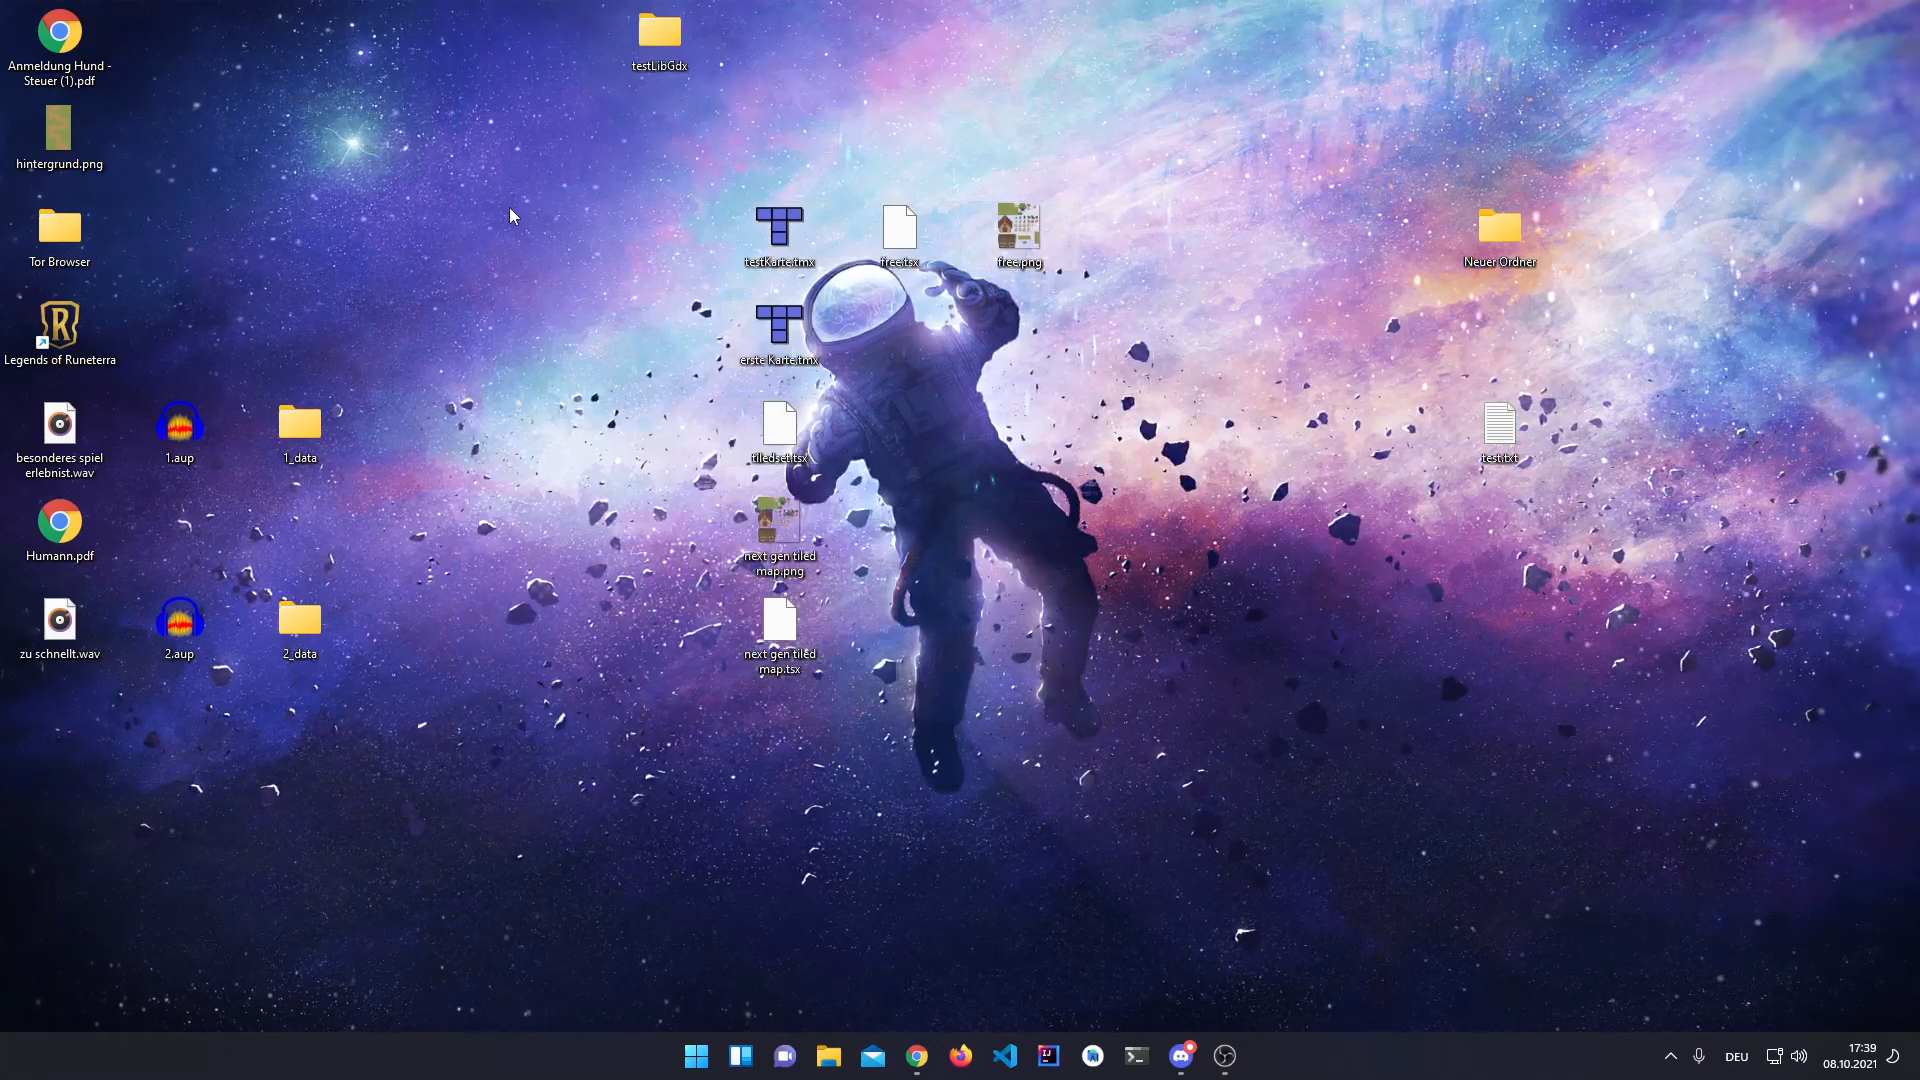 Anmeldung Hund -
Steuer (1).pdf
testLibGdx
hintergrund.png
Tor Browser
testKarte.tmx
free.tsx
free.png
Neuer Ordner
Legends of Runeterra
erste Karte.tmx
besonderes spiel
erlebnist.wav
1.aup
1_data
tiledset.tsx
test.txt
Humann.pdf
next gen tiled
map.png
zu schnellt.wav
2.aup
2_data
next gen tiled
map.tsx
DEU
17:39
08.10.2021